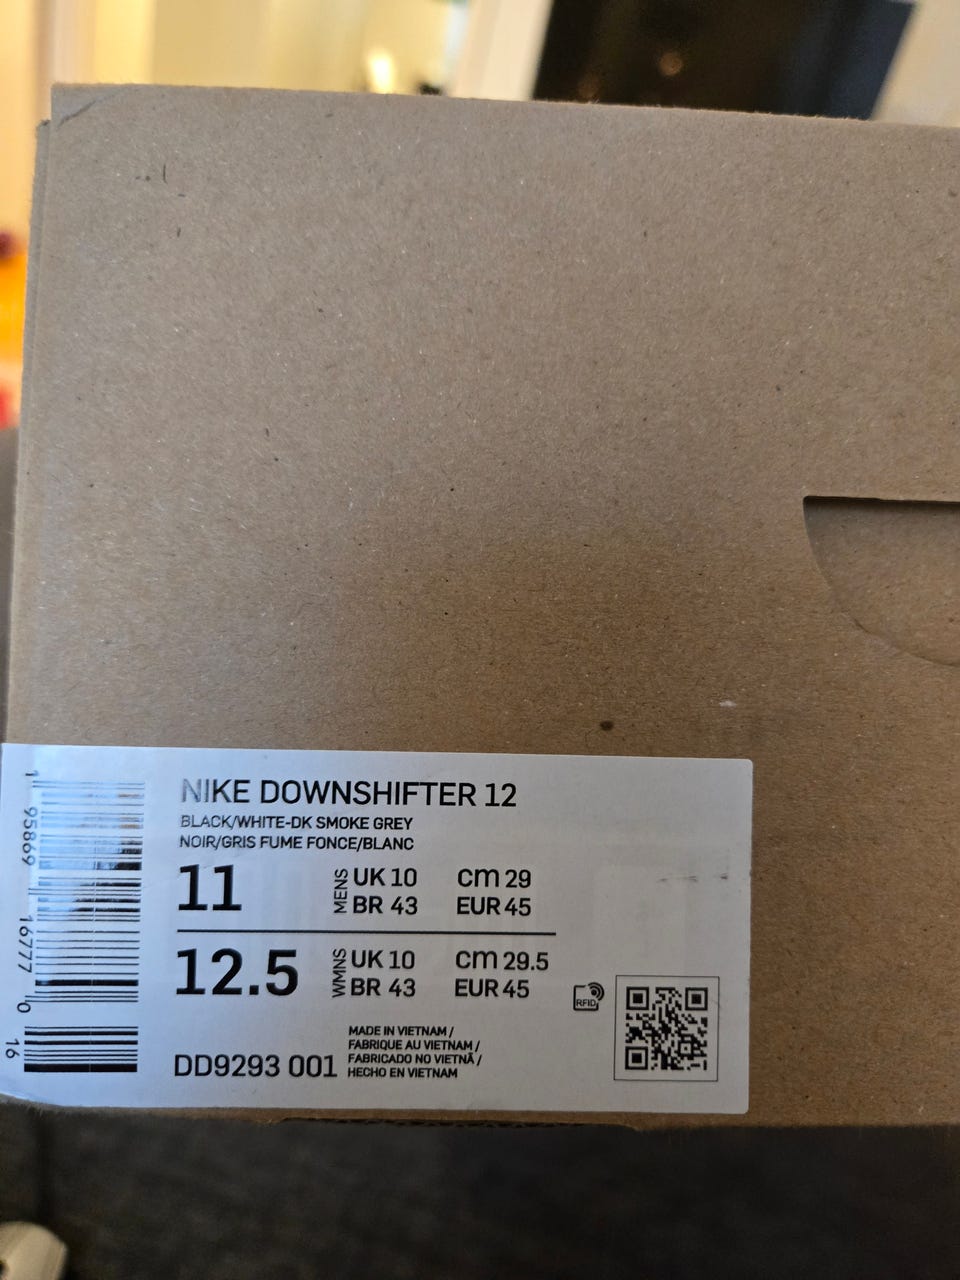 NIKE DOWNSHIFTER 12
BLACK/WHITE-DK SMOKE GREY
NOIR/GRIS FUME FONCE/BLANC
11 MENS UK 10 CM 29
BR 43 EUR 45
12.5 WMNS UK 10 CM 29.5
BR 43 EUR 45
RFID
DD9293 001
MADE IN VIETNAM /
FABRIQUE AU VIETNAM /
FABRICADO NO VIETNÃ /
HECHO EN VIETNAM
1 95869 16777 0 16